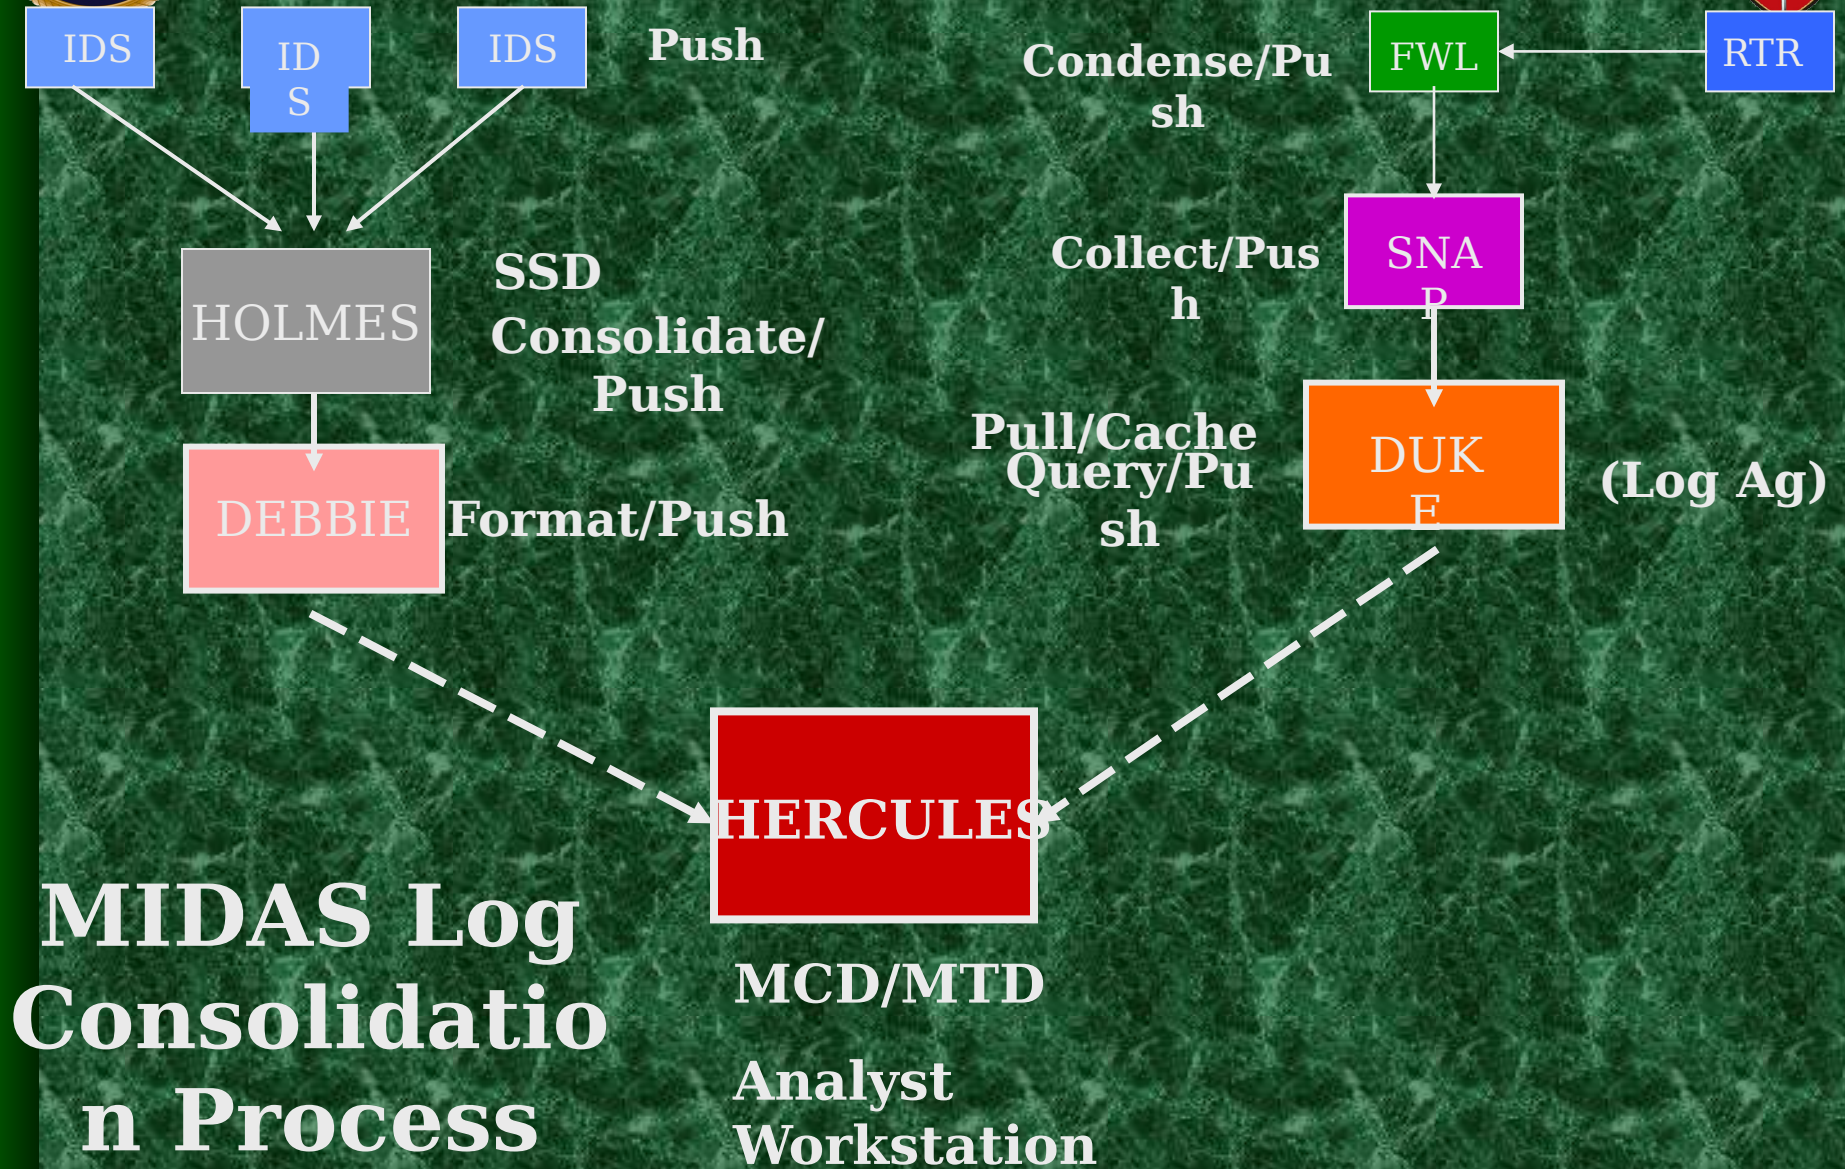 IDS
ID
S
IDS
Push
Condense/Pu
sh
FWL
RTR
HOLMES
SSD
Consolidate/
Push
Collect/Pus
h
SNA
P
DEBBIE
Format/Push
Pull/Cache
Query/Pu
sh
DUK
E
(Log Ag)
HERCULES
MIDAS Log
Consolidatio
n Process
MCD/MTD
Analyst
Workstation